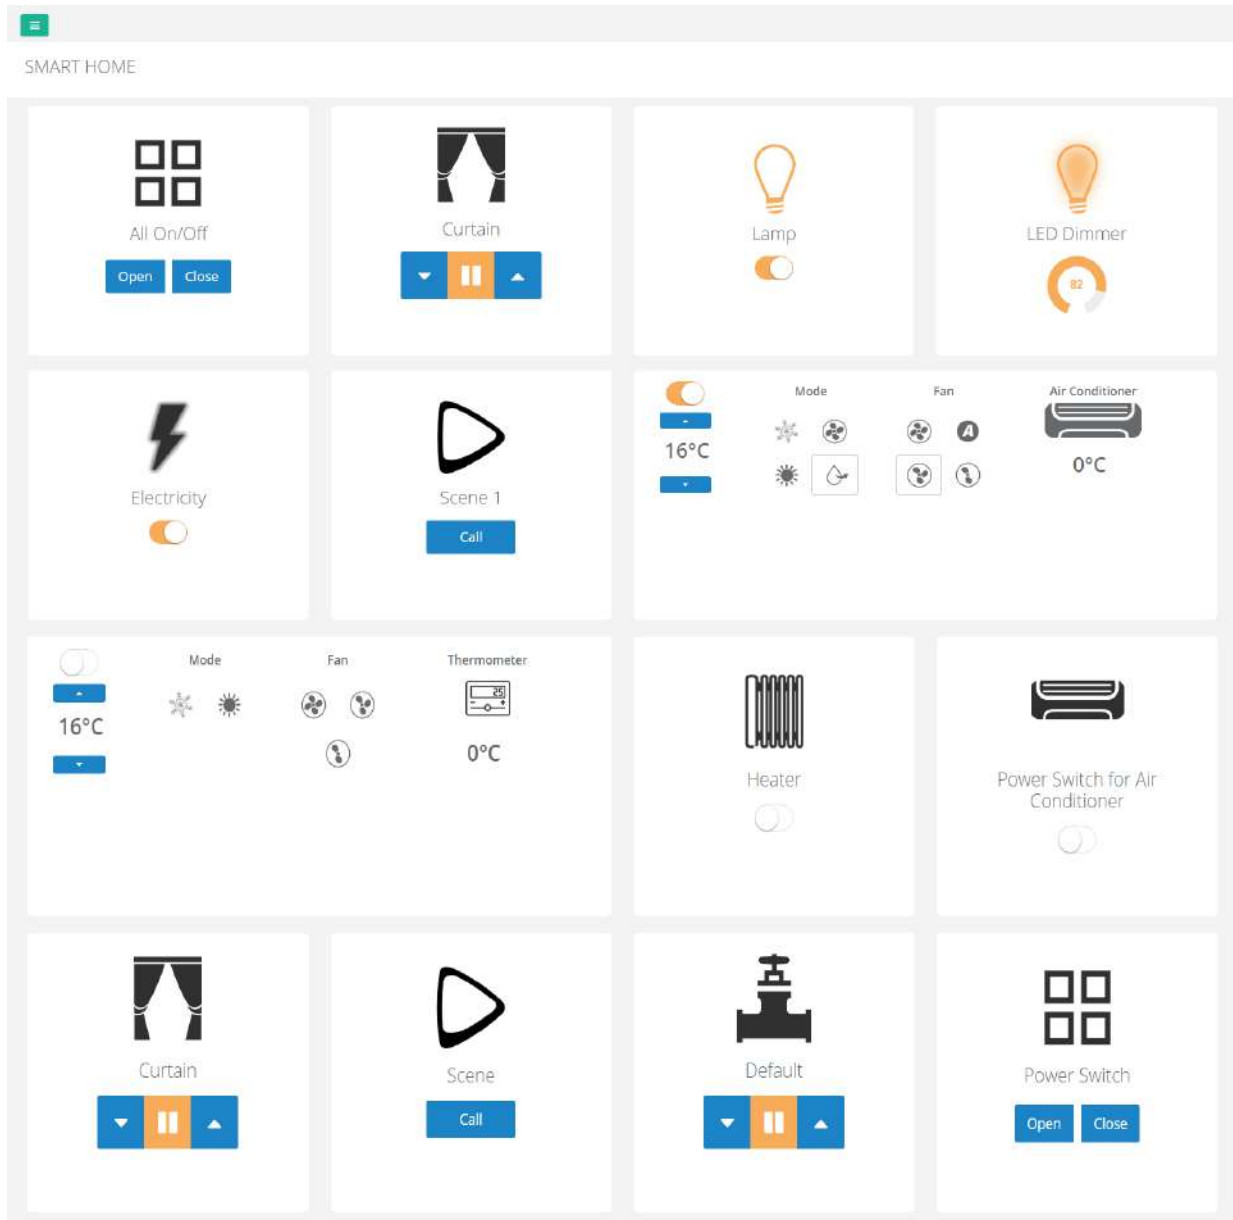 SMART HOME
All On/Off
Open Close
Curtain
Lamp
LED Dimmer
82
Electricity
Scene 1
Call
16°C
Mode
Fan
A
Air Conditioner
0°C
16°C
Mode
Fan
Thermometer
25
0°C
Heater
Power Switch for Air
Conditioner
Curtain
Scene
Call
Default
Power Switch
Open Close